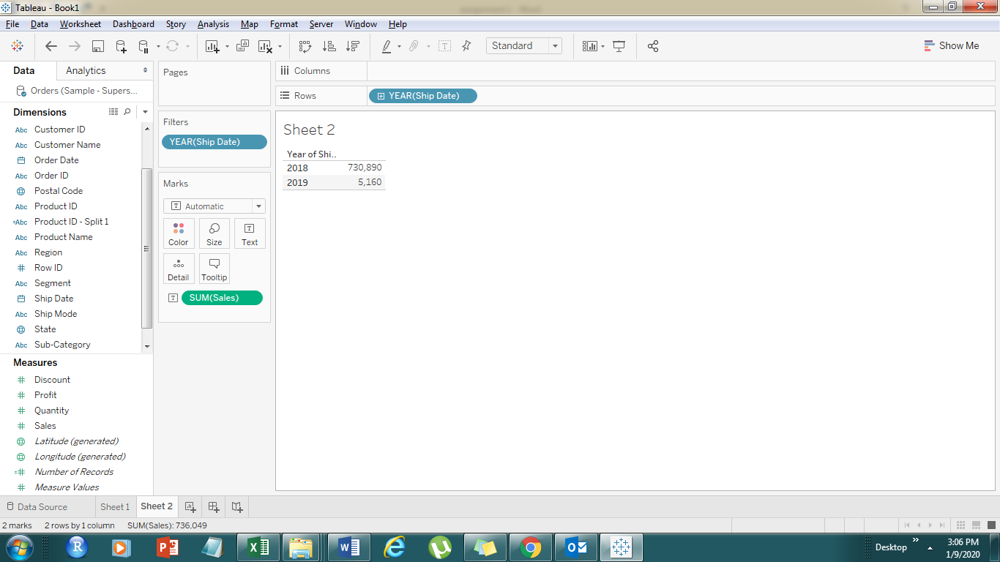 Tableau - Book1
File Data Worksheet Dashboard Story Analysis Map Format Server Window Help
Standard
Show Me
Data Analytics
Orders (Sample - Supers...
Dimensions
Abc Customer ID
Abc Customer Name
Order Date
Abc Order ID
Postal Code
Abc Product ID
=Abc Product ID - Split 1
Abc Product Name
Abc Region
# Row ID
Abc Segment
Ship Date
Abc Ship Mode
State
Abc Sub-Category
Measures
# Discount
# Profit
# Quantity
# Sales
Latitude (generated)
Longitude (generated)
=# Number of Records
# Measure Values
Pages
Filters
YEAR(Ship Date)
Marks
T Automatic
Color Size Text
Detail Tooltip
T SUM(Sales)
Columns
Rows YEAR(Ship Date)
Sheet 2
Year of Shi..
2018 730,890
2019 5,160
Data Source Sheet 1 Sheet 2
2 marks 2 rows by 1 column SUM(Sales): 736,049
Desktop
3:06 PM
1/9/2020